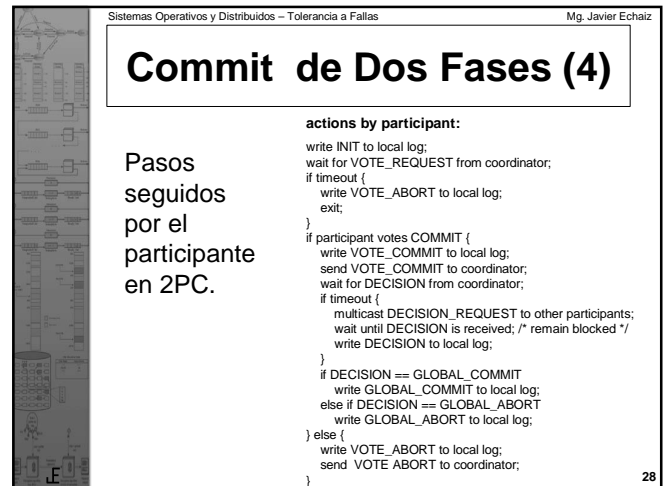 Sistemas Operativos y Distribuidos – Tolerancia a Fallas
Mg. Javier Echaiz
Commit de Dos Fases (4)
Pasos
seguidos
por el
participante
en 2PC.
actions by participant:
write INIT to local log;
wait for VOTE_REQUEST from coordinator;
if timeout {
write VOTE_ABORT to local log;
exit;
}
if participant votes COMMIT {
write VOTE_COMMIT to local log;
send VOTE_COMMIT to coordinator;
wait for DECISION from coordinator;
if timeout {
multicast DECISION_REQUEST to other participants;
wait until DECISION is received; /* remain blocked */
write DECISION to local log;
}
if DECISION == GLOBAL_COMMIT
write GLOBAL_COMMIT to local log;
else if DECISION == GLOBAL_ABORT
write GLOBAL_ABORT to local log;
} else {
write VOTE_ABORT to local log;
send VOTE ABORT to coordinator;
}
28